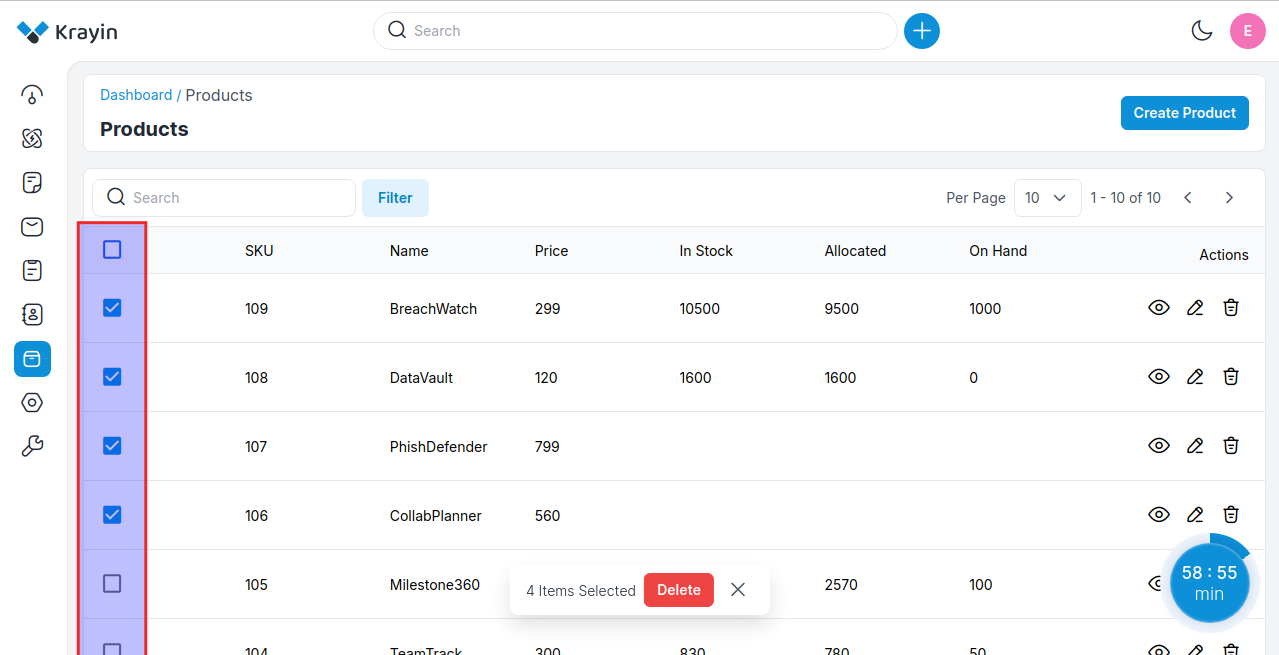 Krayin
Search
E
Dashboard / Products
Products
Create Product
Search
Filter
Per Page
10
1 - 10 of 10
SKU Name Price In Stock Allocated On Hand Actions
109 BreachWatch 299 10500 9500 1000
108 DataVault 120 1600 1600 0
107 PhishDefender 799
106 CollabPlanner 560
105 Milestone360 2570 100
4 Items Selected Delete
58 : 55
min
104 TeamTrack 300 830 780 50